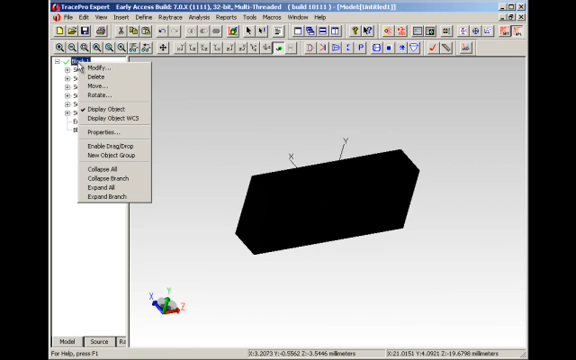 TracePro Expert   Early Access Build: 7.0.X (1111), 32-bit, Multi-Threaded   ( build 10111 ) - [Model:[Untitled1]]
File Edit View Insert Define Raytrace Analysis Reports Tools Macros Window Help
Modify...
Delete
Move...
Rotate...
Display Object
Display Object WCS
Properties...
Enable Drag/Drop
New Object Group
Collapse All
Collapse Branch
Expand All
Expand Branch
X
Y
X
Y
Z
Model
Source
Ra
For Help, press F1
X:3.2073 Y:-0.5562 Z:-3.5446 millimeters
X:21.0151 Y:4.0921 Z:-19.6798 millimeters